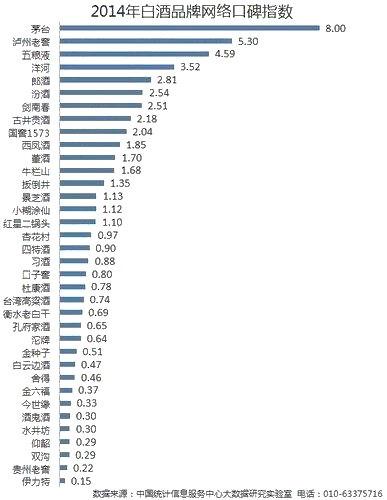 2014年白酒品牌网络口碑指数
茅台 8.00
泸州老窖 5.30
五粮液 4.59
洋河 3.52
郎酒 2.81
汾酒 2.54
剑南春 2.51
古井贡酒 2.18
国窖1573 2.04
西凤酒 1.85
董酒 1.70
牛栏山 1.68
扳倒井 1.35
景芝酒 1.13
小糊涂仙 1.12
红星二锅头 1.10
杏花村 0.97
四特酒 0.90
习酒 0.88
口子窖 0.80
杜康酒 0.78
台湾高粱酒 0.74
衡水老白干 0.69
孔府家酒 0.65
沱牌 0.64
金种子 0.51
白云边酒 0.47
舍得 0.46
金六福 0.37
今世缘 0.33
酒鬼酒 0.30
水井坊 0.30
仰韶 0.29
双沟 0.29
贵州老窖 0.22
伊力特 0.15
数据来源：中国统计信息服务中心大数据研究实验室 电话：010-63375716